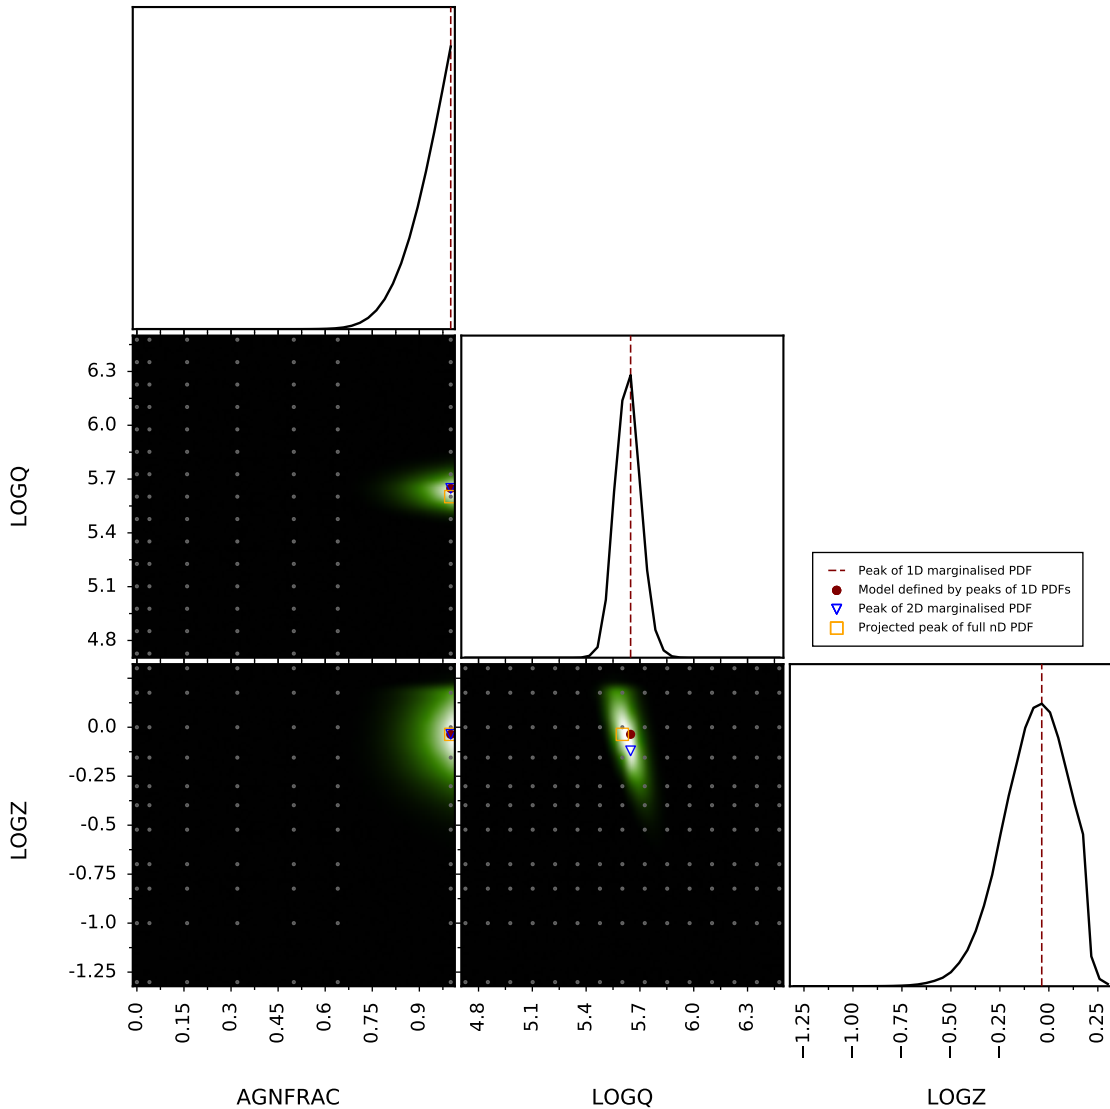 6.3
6.0
5.7
5.4
5.1
4.8
LOGQ
Peak of 1D marginalised PDF
Model defined by peaks of 1D PDFs
Peak of 2D marginalised PDF
Projected peak of full nD PDF
0.0
-0.25
-0.5
-0.75
-1.0
-1.25
LOGZ
0.0 0.15 0.3 0.45 0.6 0.75 0.9
4.8 5.1 5.4 5.7 6.0 6.3
−1.25 −1.00 −0.75 −0.50 −0.25 0.00 0.25
AGNFRAC LOGQ LOGZ